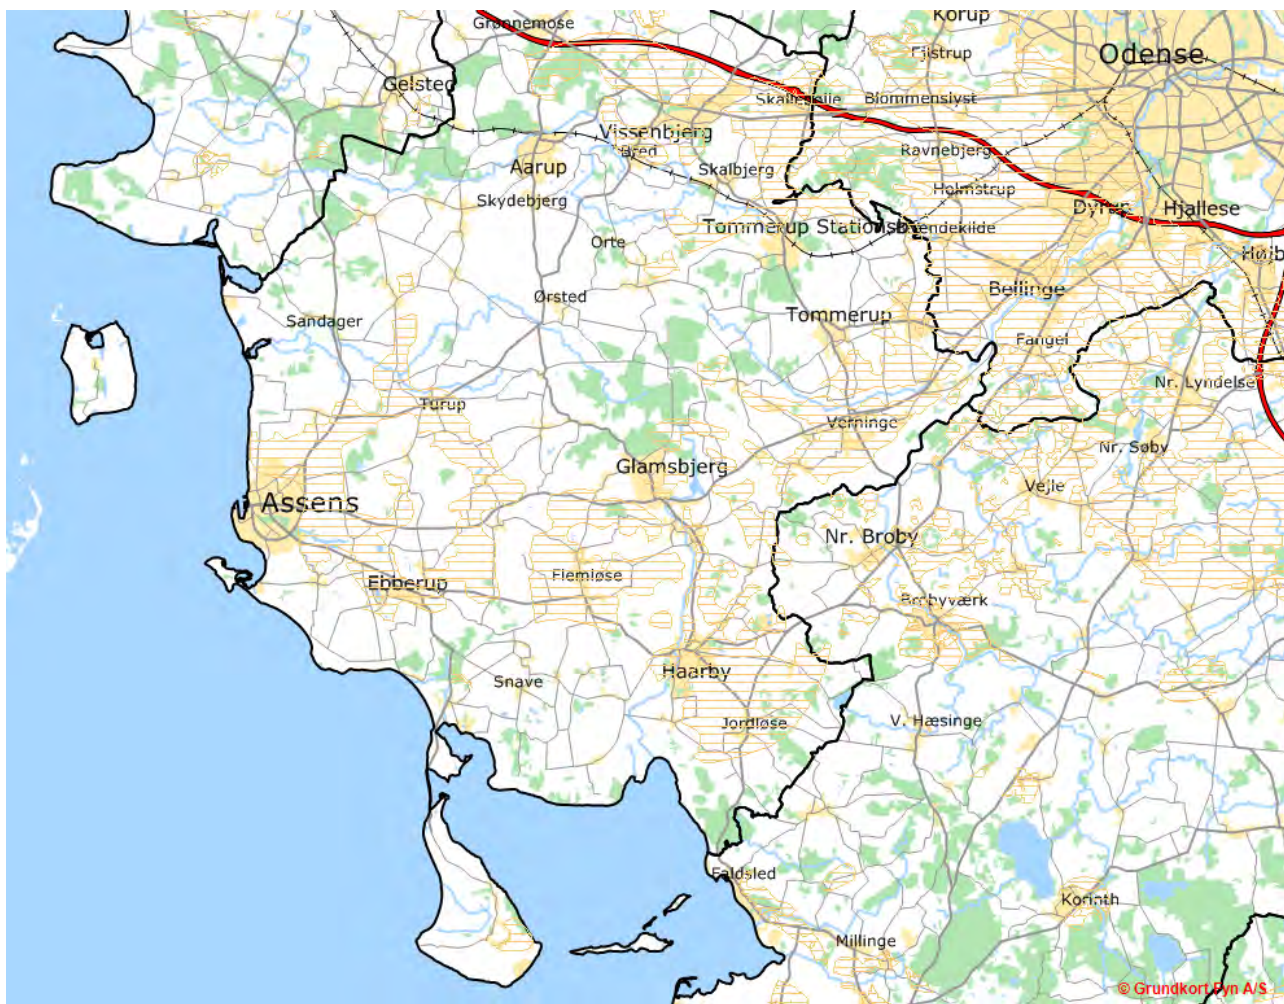 Grønnemose
Korup
Odense
Ejlstrup
Gelsted
Skallebølle
Blommenslyst
Vissenbjerg
Bred
Ravnebjerg
Aarup
Skalbjerg
Holmstrup
Skydebjerg
Dyrup
Hjallese
Tommerup Stationsb
Brændekilde
Orte
Højb
Bellinge
Ørsted
Tommerup
Sandager
Fangel
Nr. Lyndelse
Turup
Verninge
Nr. Søby
Glamsbjerg
Vejle
Assens
Nr. Broby
Flemløse
Ebberup
Brobyværk
Haarby
Snave
Jordløse
V. Hæsinge
Faldsled
Korinth
Millinge
© Grundkort Fyn A/S